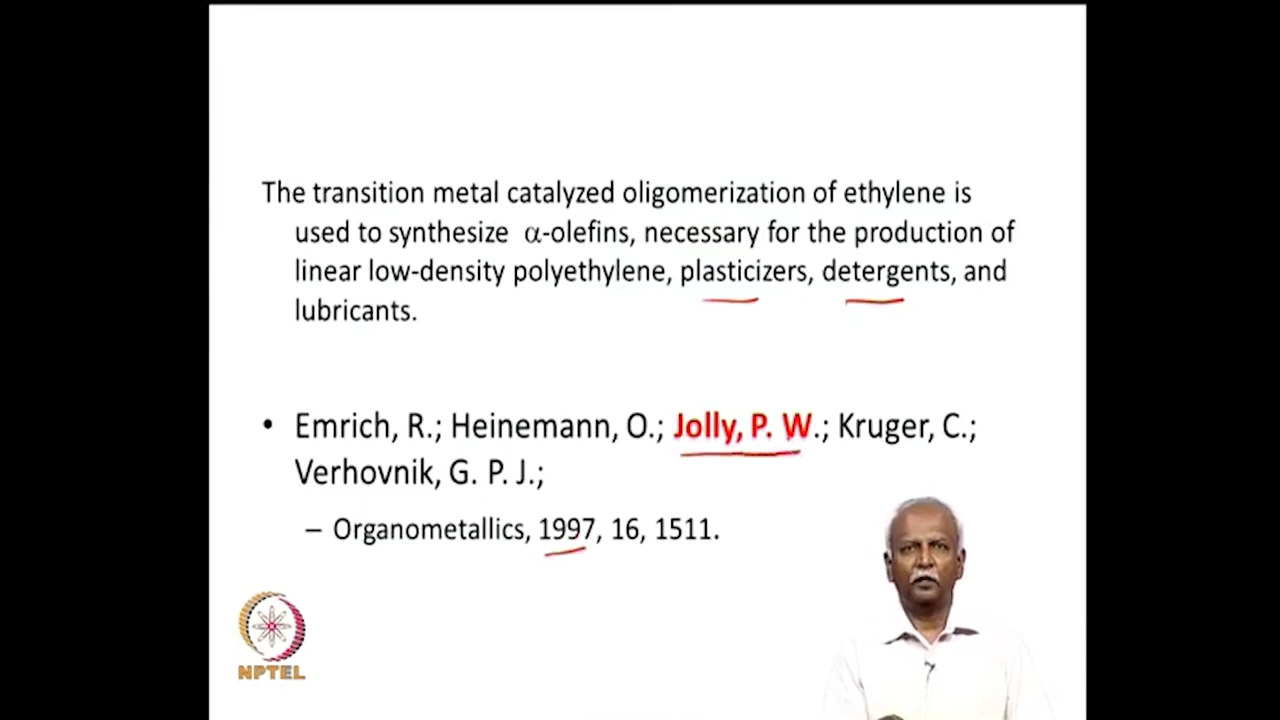 The transition metal catalyzed oligomerization of ethylene is
used to synthesize α-olefins, necessary for the production of
linear low-density polyethylene, plasticizers, detergents, and
lubricants.
• Emrich, R.; Heinemann, O.; Jolly, P. W.; Kruger, C.;
Verhovnik, G. P. J.;
– Organometallics, 1997, 16, 1511.
NPTEL